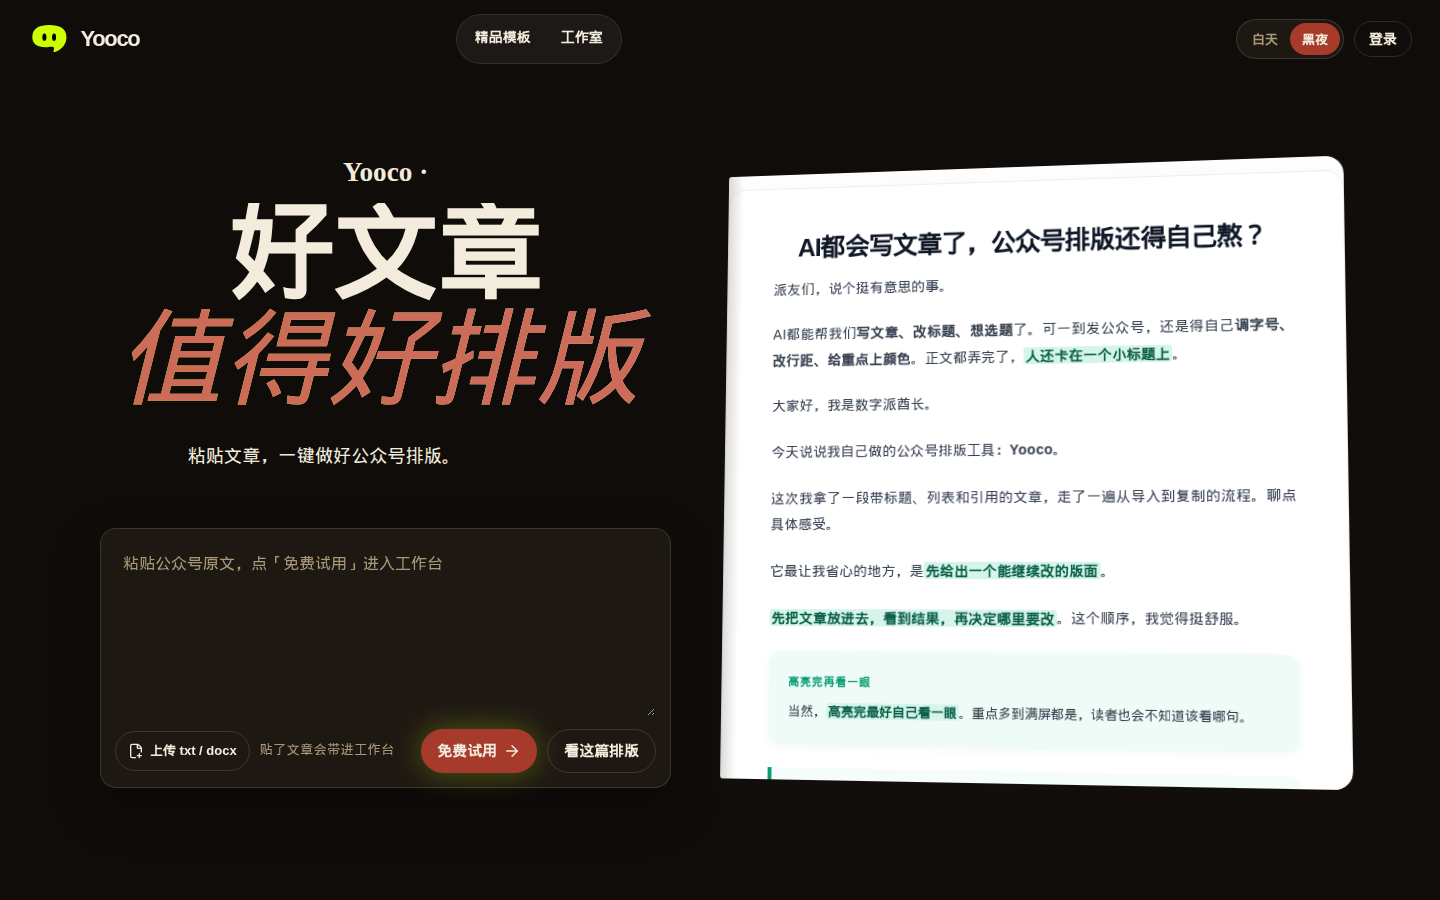 Yooco
精品模板
工作室
白天
黑夜
登录
Yooco ·
好文章
值得好排版
粘贴文章，一键做好公众号排版。
粘贴公众号原文，点「免费试用」进入工作台
上传 txt / docx
贴了文章会带进工作台
免费试用 →
看这篇排版
AI都会写文章了，公众号排版还得自己熬？
派友们，说个挺有意思的事。
AI都能帮我们写文章、改标题、想选题了。可一到发公众号，还是得自己调字号、
改行距、给重点上颜色。正文都弄完了，人还卡在一个小标题上。
大家好，我是数字派酋长。
今天说说我自己做的公众号排版工具：Yooco。
这次我拿了一段带标题、列表和引用的文章，走了一遍从导入到复制的流程。聊点
具体感受。
它最让我省心的地方，是先给出一个能继续改的版面。
先把文章放进去，看到结果，再决定哪里要改。这个顺序，我觉得挺舒服。
高亮完再看一眼
当然，高亮完最好自己看一眼。重点多到满屏都是，读者也会不知道该看哪句。